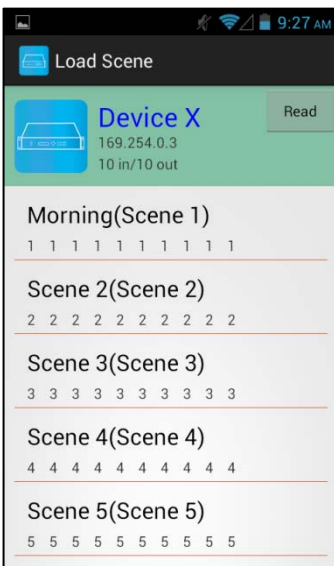 9:27 AM
Load Scene
Device X
Read
169.254.0.3
10 in/10 out
Morning(Scene 1)
1 1 1 1 1 1 1 1 1 1
Scene 2(Scene 2)
2 2 2 2 2 2 2 2 2 2
Scene 3(Scene 3)
3 3 3 3 3 3 3 3 3 3
Scene 4(Scene 4)
4 4 4 4 4 4 4 4 4 4
Scene 5(Scene 5)
5 5 5 5 5 5 5 5 5 5